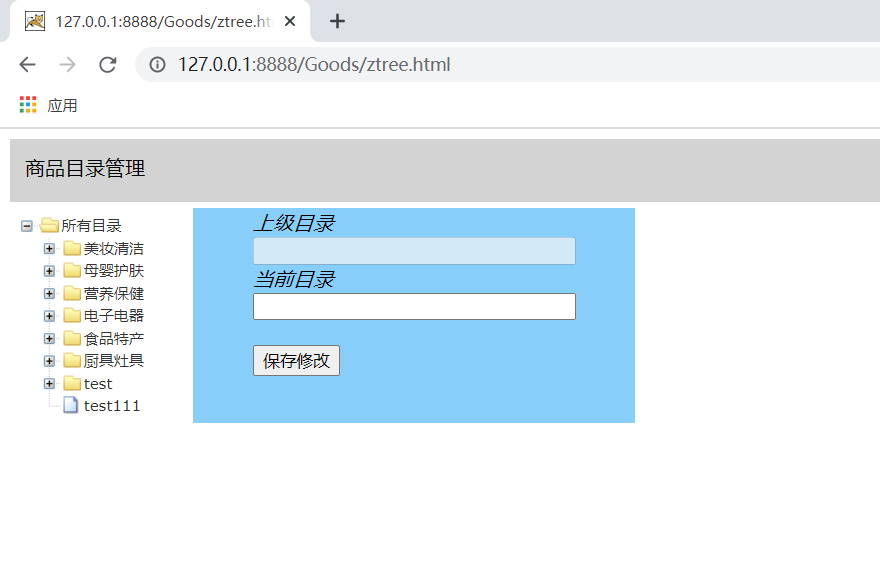 127.0.0.1:8888/Goods/ztree.ht
127.0.0.1:8888/Goods/ztree.html
应用
商品目录管理
所有目录
美妆清洁
母婴护肤
营养保健
电子电器
食品特产
厨具灶具
test
test111
上级目录
当前目录
保存修改